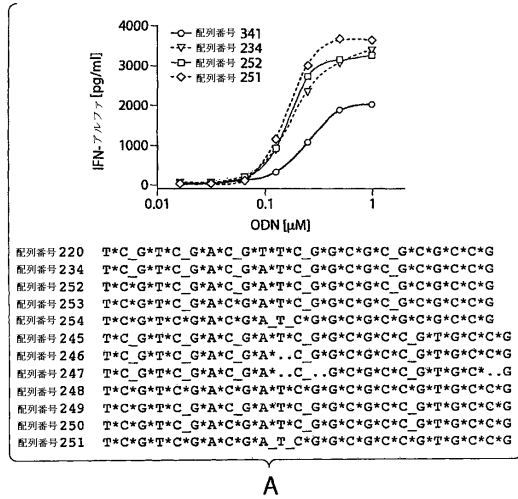 配列番号 341
配列番号 234
配列番号 252
配列番号 251
IFN-アルファ [pg/ml]
4000
3000
2000
1000
0
0.01 0.1 1
ODN [µM]
配列番号 220 T*C_G*T*C_G*A*C_G*T*T*C_G*G*C*G*C_G*C*G*C*C*G
配列番号 234 T*C_G*T*C_G*A*C_G*A*T*C_G*G*C*G*C_G*C*G*C*C*G
配列番号 252 T*C_G*T*C_G*A*C_G*A*T*C_G*G*C*G*C_G*C*G*C*C*G
配列番号 253 T*C_G*T*C_G*A*C*G*A*T*C_G*G*C*G*C_G*C*G*C*C*G
配列番号 254 T*C*G*T*C*G*A*C*G*A_T_C*G*G*C*G*C*G*C*G*C*C*G
配列番号 245 T*C_G*T*C_G*A*C_G*A*T*C_G*G*C*G*C*C_G*T*G*C*C*G
配列番号 246 T*C_G*T*C_G*A*C_G*A*..C_G*G*C*G*C*C_G*T*G*C*C*G
配列番号 247 T*C_G*T*C_G*A*C_G*A*..C_..G*C*G*C*C_G*T*G*C*..G
配列番号 248 T*C*G*T*C*G*A*C*G*A*T*C*G*G*C*G*C*C*G*T*G*C*C*G
配列番号 249 T*C_G*T*C_G*A*C_G*A*T*C_G*G*C*G*C*C_G*T*G*C*C*G
配列番号 250 T*C_G*T*C_G*A*C*G*A*T*C_G*G*C*G*C*C_G*T*G*C*C*G
配列番号 251 T*C*G*T*C*G*A*C*G*A_T_C*G*G*C*G*C*C*G*T*G*C*C*G
A